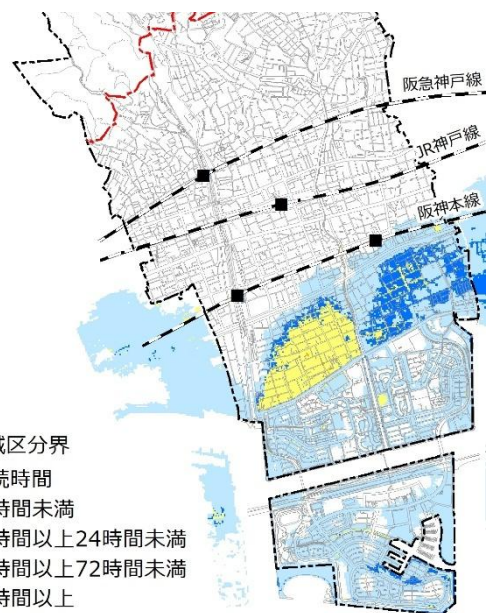 阪急神戸線
JR神戸線
阪神本線
域区分界
続時間
時間未満
時間以上24時間未満
時間以上72時間未満
時間以上